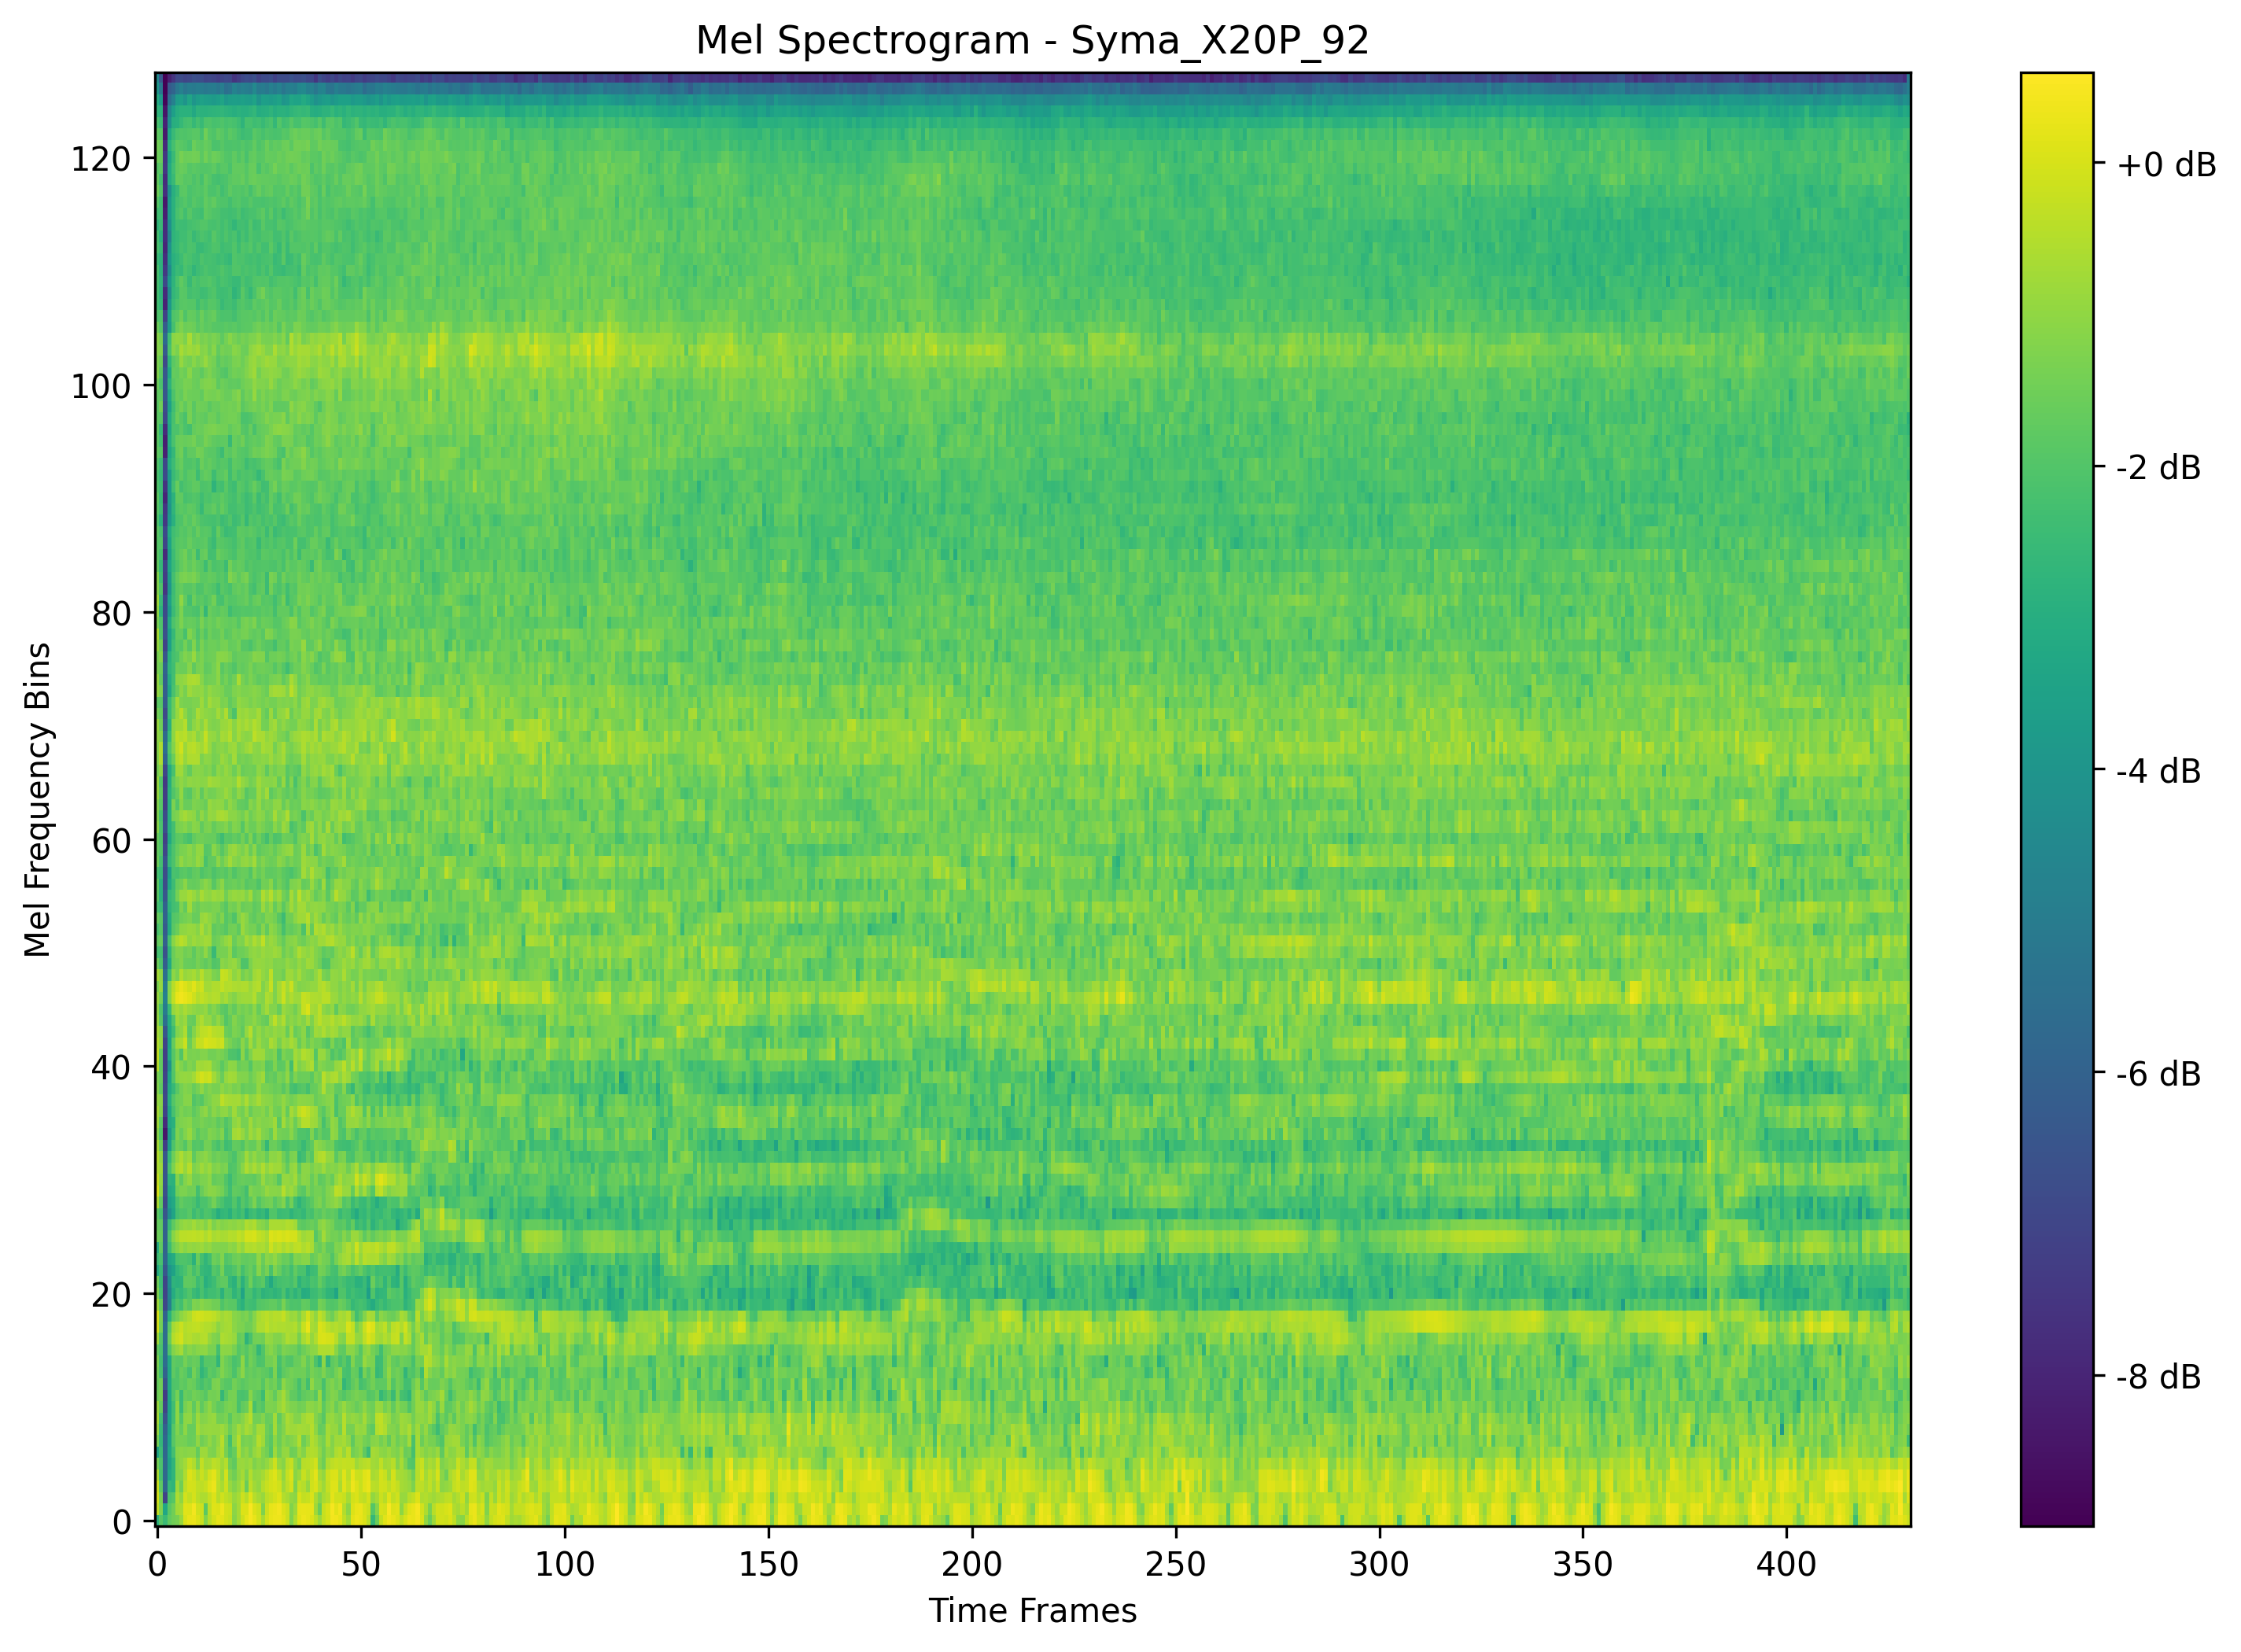 Mel Spectrogram - Syma_X20P_92
Mel Frequency Bins
120
100
80
60
40
20
0
0 50 100 150 200 250 300 350 400
Time Frames
+0 dB
-2 dB
-4 dB
-6 dB
-8 dB